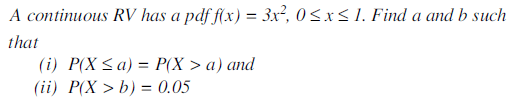 A continuous RV has a pdf f(x) = 3x², 0 ≤ x ≤ 1. Find a and b such
that
(i) P(X ≤ a) = P(X > a) and
(ii) P(X > b) = 0.05